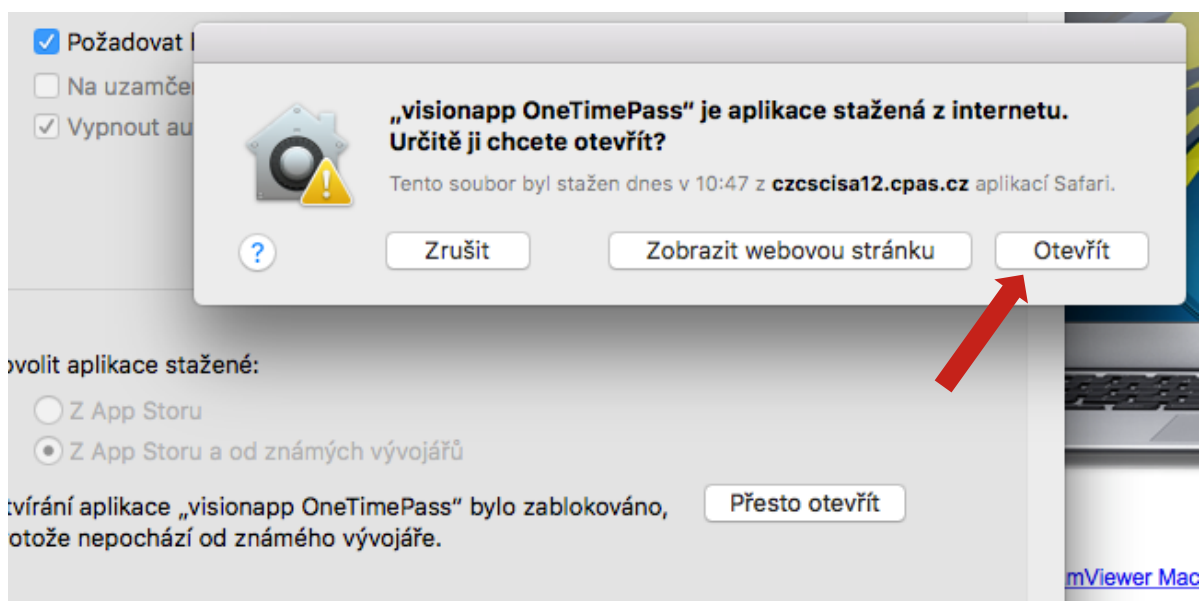 Požadovat
Na uzamče
Vypnout au
„visionapp OneTimePass“ je aplikace stažená z internetu.
Určitě ji chcete otevřít?
Tento soubor byl stažen dnes v 10:47 z czcscisa12.cpas.cz aplikací Safari.
?
Zrušit
Zobrazit webovou stránku
Otevřít
ovolit aplikace stažené:
Z App Storu
Z App Storu a od známých vývojářů
tvírání aplikace „visionapp OneTimePass“ bylo zablokováno,
otože nepochází od známého vývojáře.
Přesto otevřít
mViewer Mac